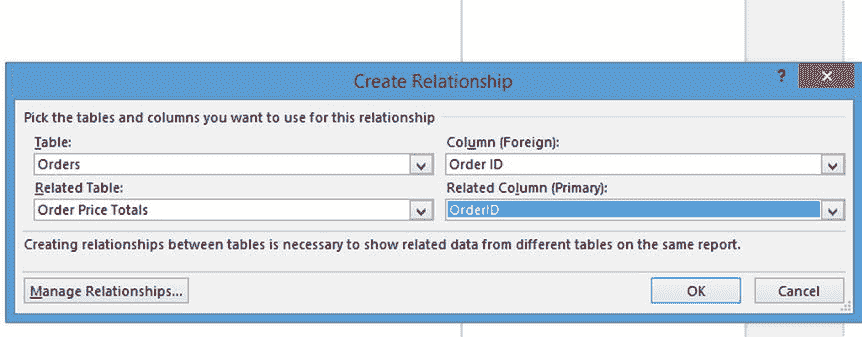 Create Relationship
?
Pick the tables and columns you want to use for this relationship
Table: Column (Foreign):
Orders Order ID
Related Table: Related Column (Primary):
Order Price Totals OrderID
Creating relationships between tables is necessary to show related data from different tables on the same report.
Manage Relationships... OK Cancel